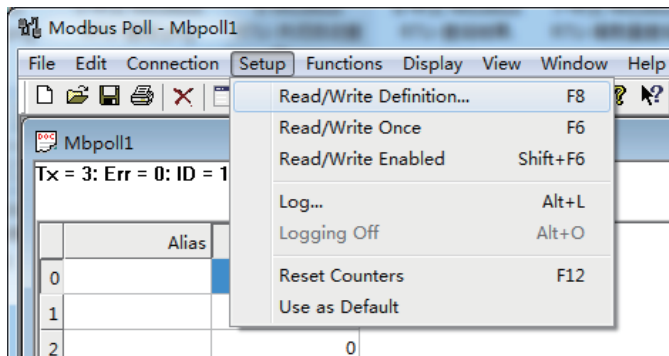 Modbus Poll - Mbpoll1
File Edit Connection Setup Functions Display View Window Help
Read/Write Definition... F8
Read/Write Once F6
Read/Write Enabled Shift+F6
Log... Alt+L
Logging Off Alt+O
Reset Counters F12
Use as Default
Mbpoll1
Tx = 3: Err = 0: ID = 1
Alias
0
1
2 0